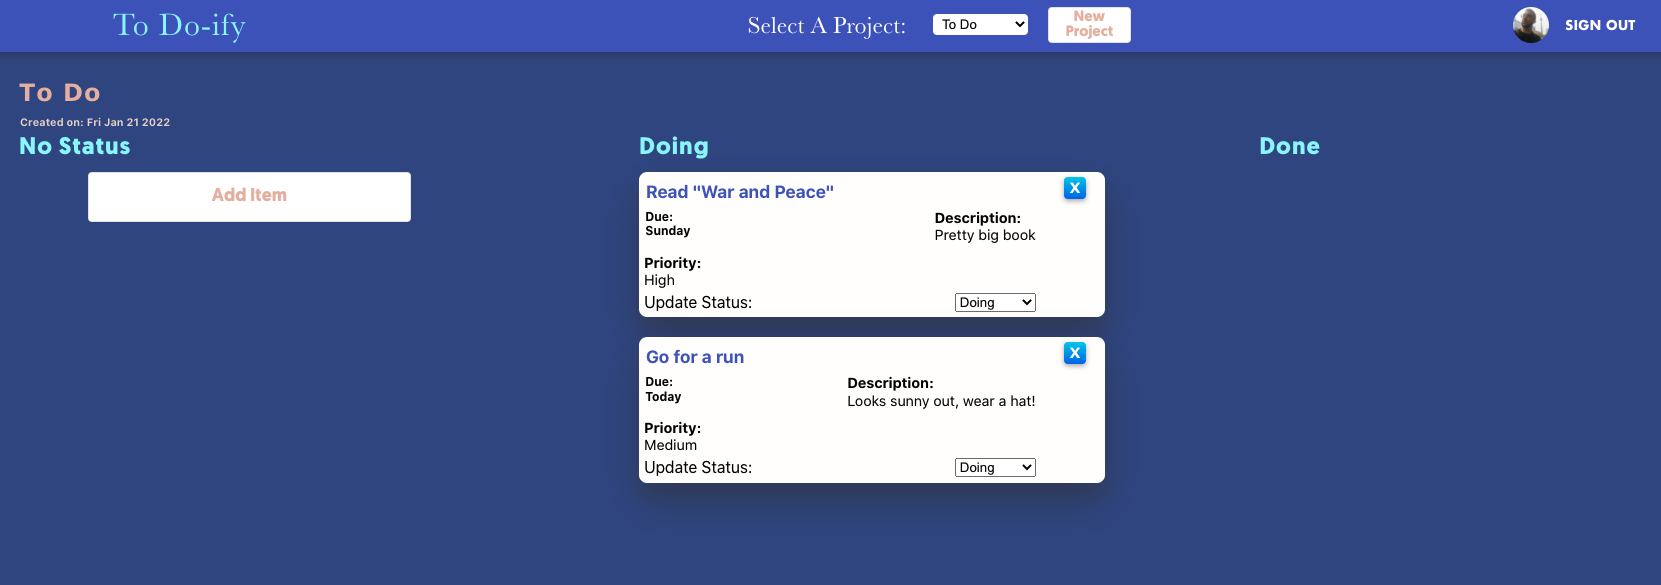 To Do-ify
Select A Project:
To Do
New
Project
SIGN OUT
To Do
Created on: Fri Jan 21 2022
No Status
Add Item
Doing
Read "War and Peace"
X
Due:
Sunday
Description:
Pretty big book
Priority:
High
Update Status:
Doing
Go for a run
X
Due:
Today
Description:
Looks sunny out, wear a hat!
Priority:
Medium
Update Status:
Doing
Done